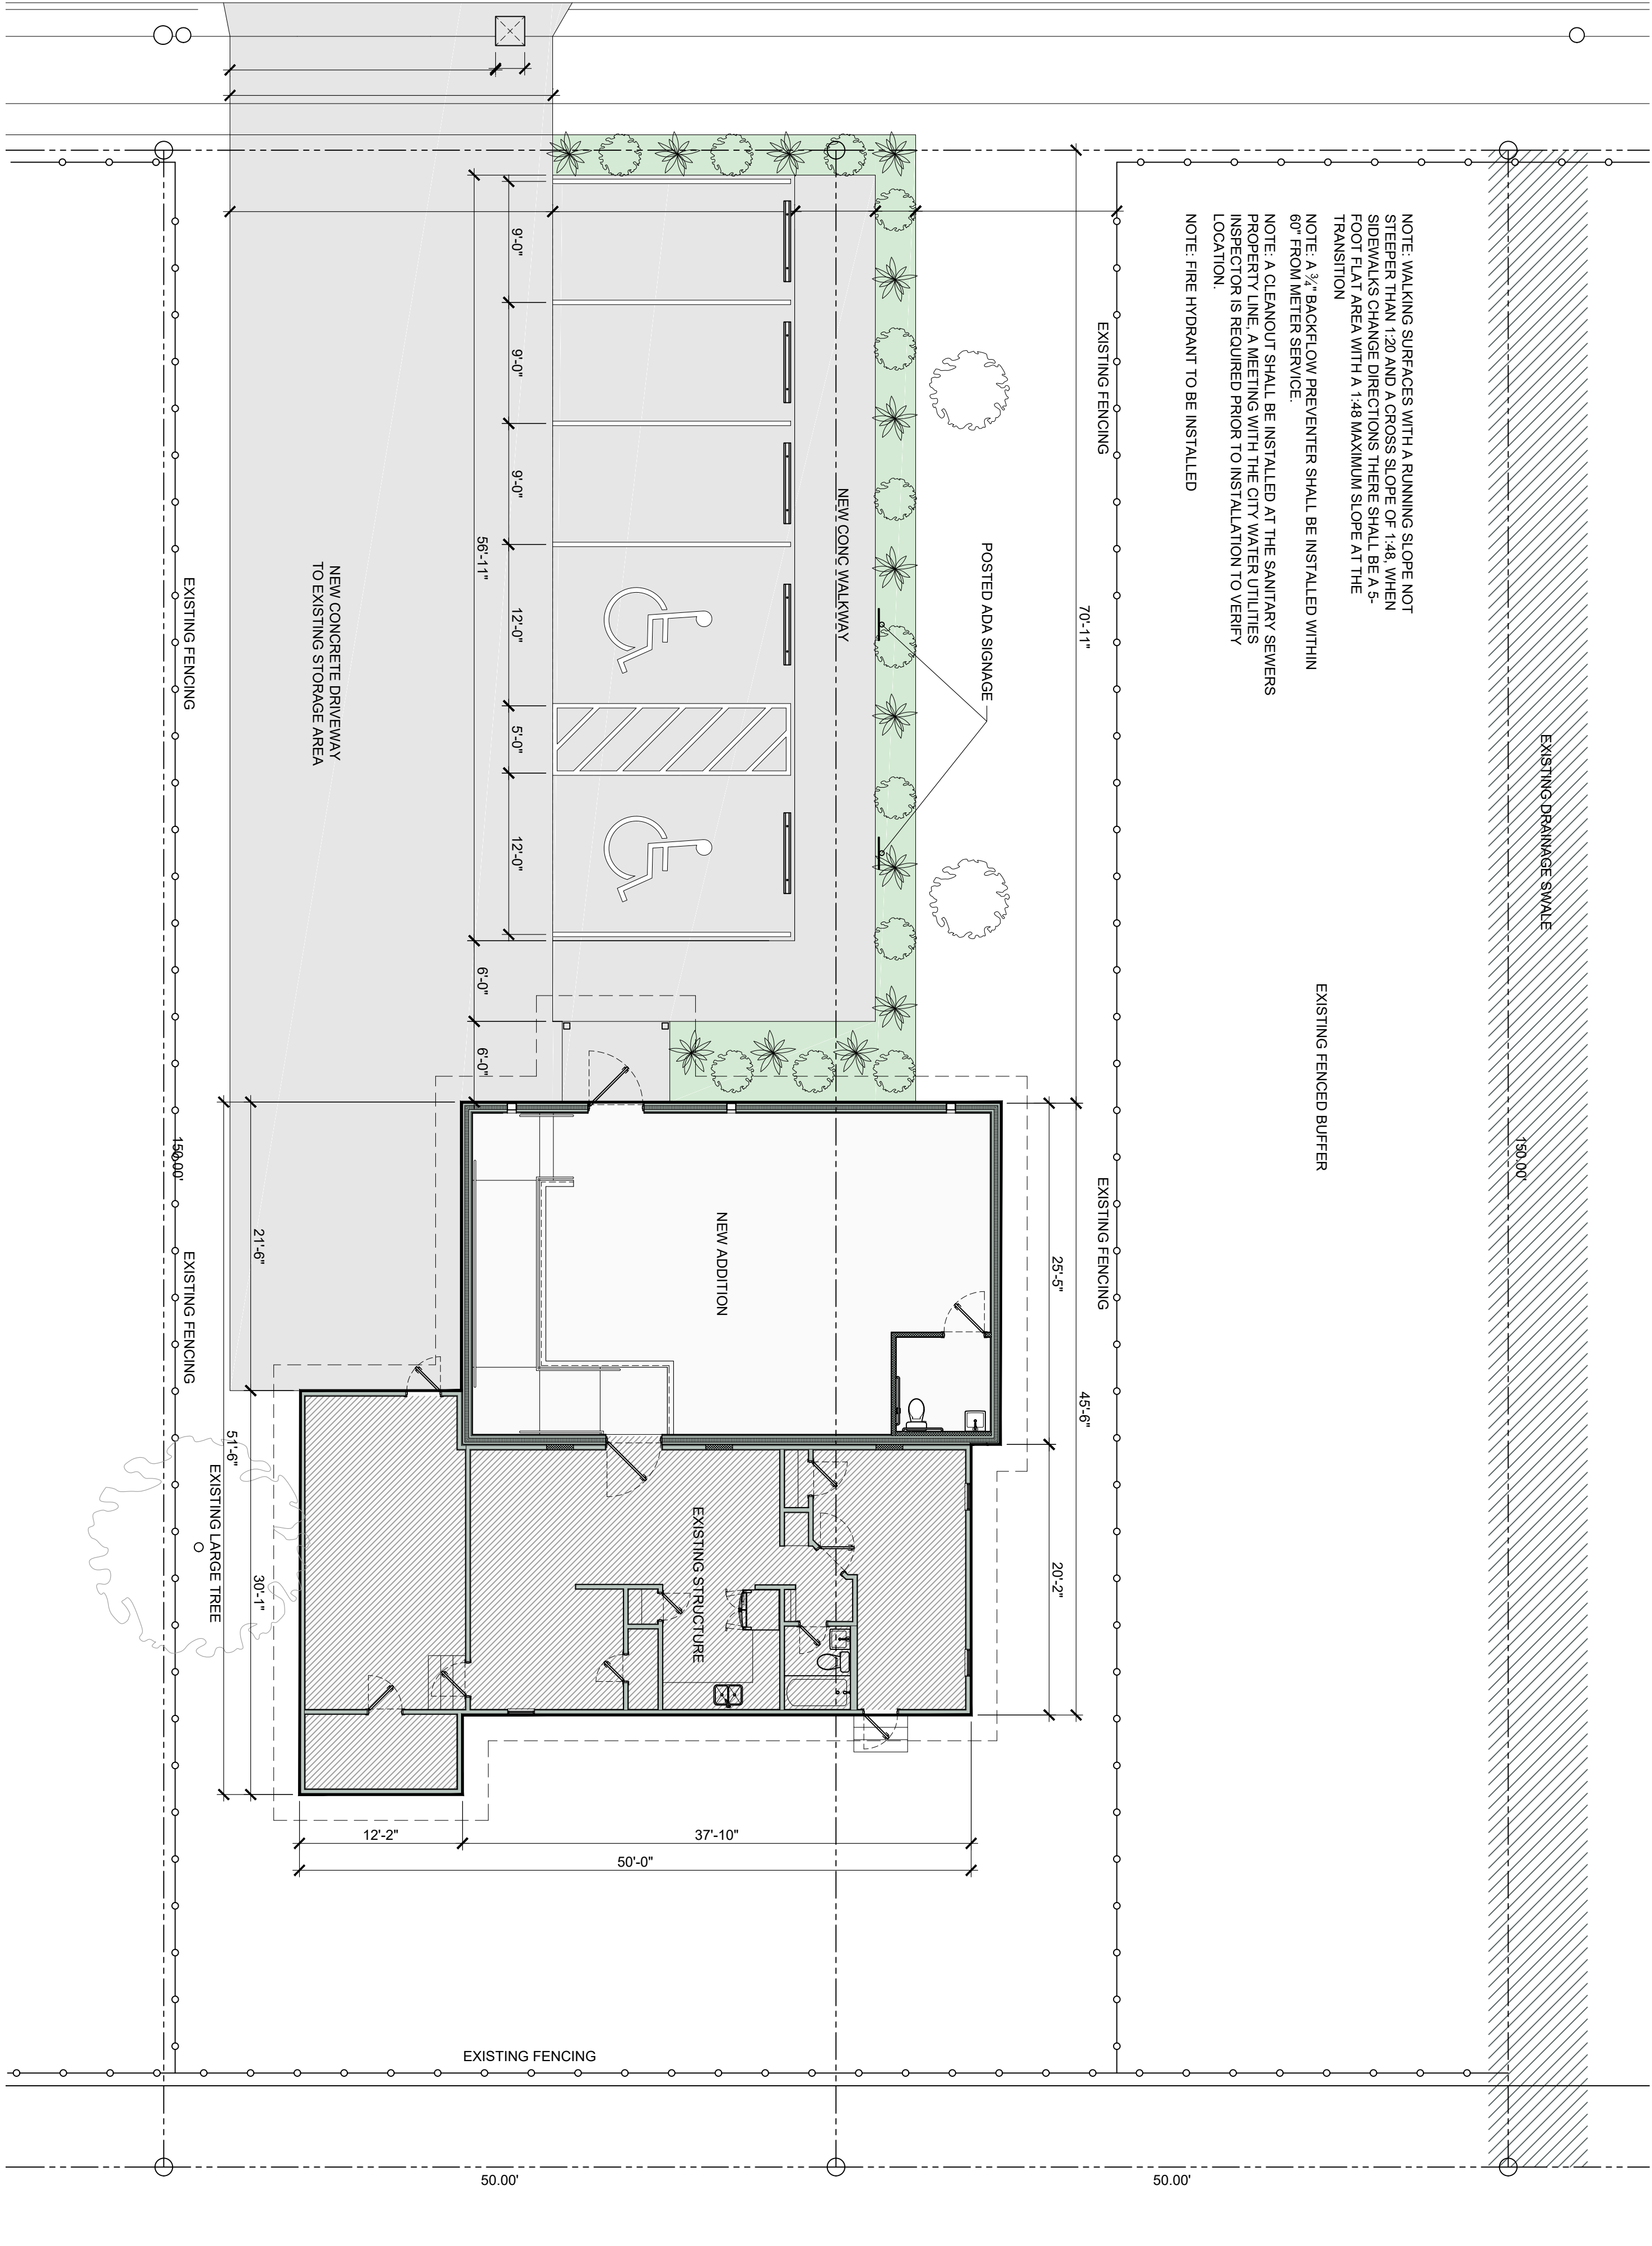 NOTE: WALKING SURFACES WITH A RUNNING SLOPE NOT
STEEPER THAN 1:20 AND A CROSS SLOPE OF 1:48, WHEN
SIDEWALKS CHANGE DIRECTIONS THERE SHALL BE A 5-
FOOT FLAT AREA WITH A 1:48 MAXIMUM SLOPE AT THE
TRANSITION
NOTE: A 3⁄4" BACKFLOW PREVENTER SHALL BE INSTALLED WITHIN
60" FROM METER SERVICE.
NOTE: A CLEANOUT SHALL BE INSTALLED AT THE SANITARY SEWERS
PROPERTY LINE, A MEETING WITH THE CITY WATER UTILITIES
INSPECTOR IS REQUIRED PRIOR TO INSTALLATION TO VERIFY
LOCATION.
NOTE: FIRE HYDRANT TO BE INSTALLED
EXISTING DRAINAGE SWALE
150.00'
EXISTING FENCED BUFFER
EXISTING FENCING
EXISTING FENCING
70'-11"
45'-6"
25'-5"
20'-2"
POSTED ADA SIGNAGE
NEW CONC WALKWAY
NEW ADDITION
EXISTING STRUCTURE
9'-0"
9'-0"
9'-0"
12'-0"
5'-0"
12'-0"
56'-11"
6'-0"
6'-0"
NEW CONCRETE DRIVEWAY
TO EXISTING STORAGE AREA
21'-6"
30'-1"
51'-6"
EXISTING LARGE TREE
EXISTING FENCING
EXISTING FENCING
150.00'
12'-2"
37'-10"
50'-0"
EXISTING FENCING
50.00'
50.00'